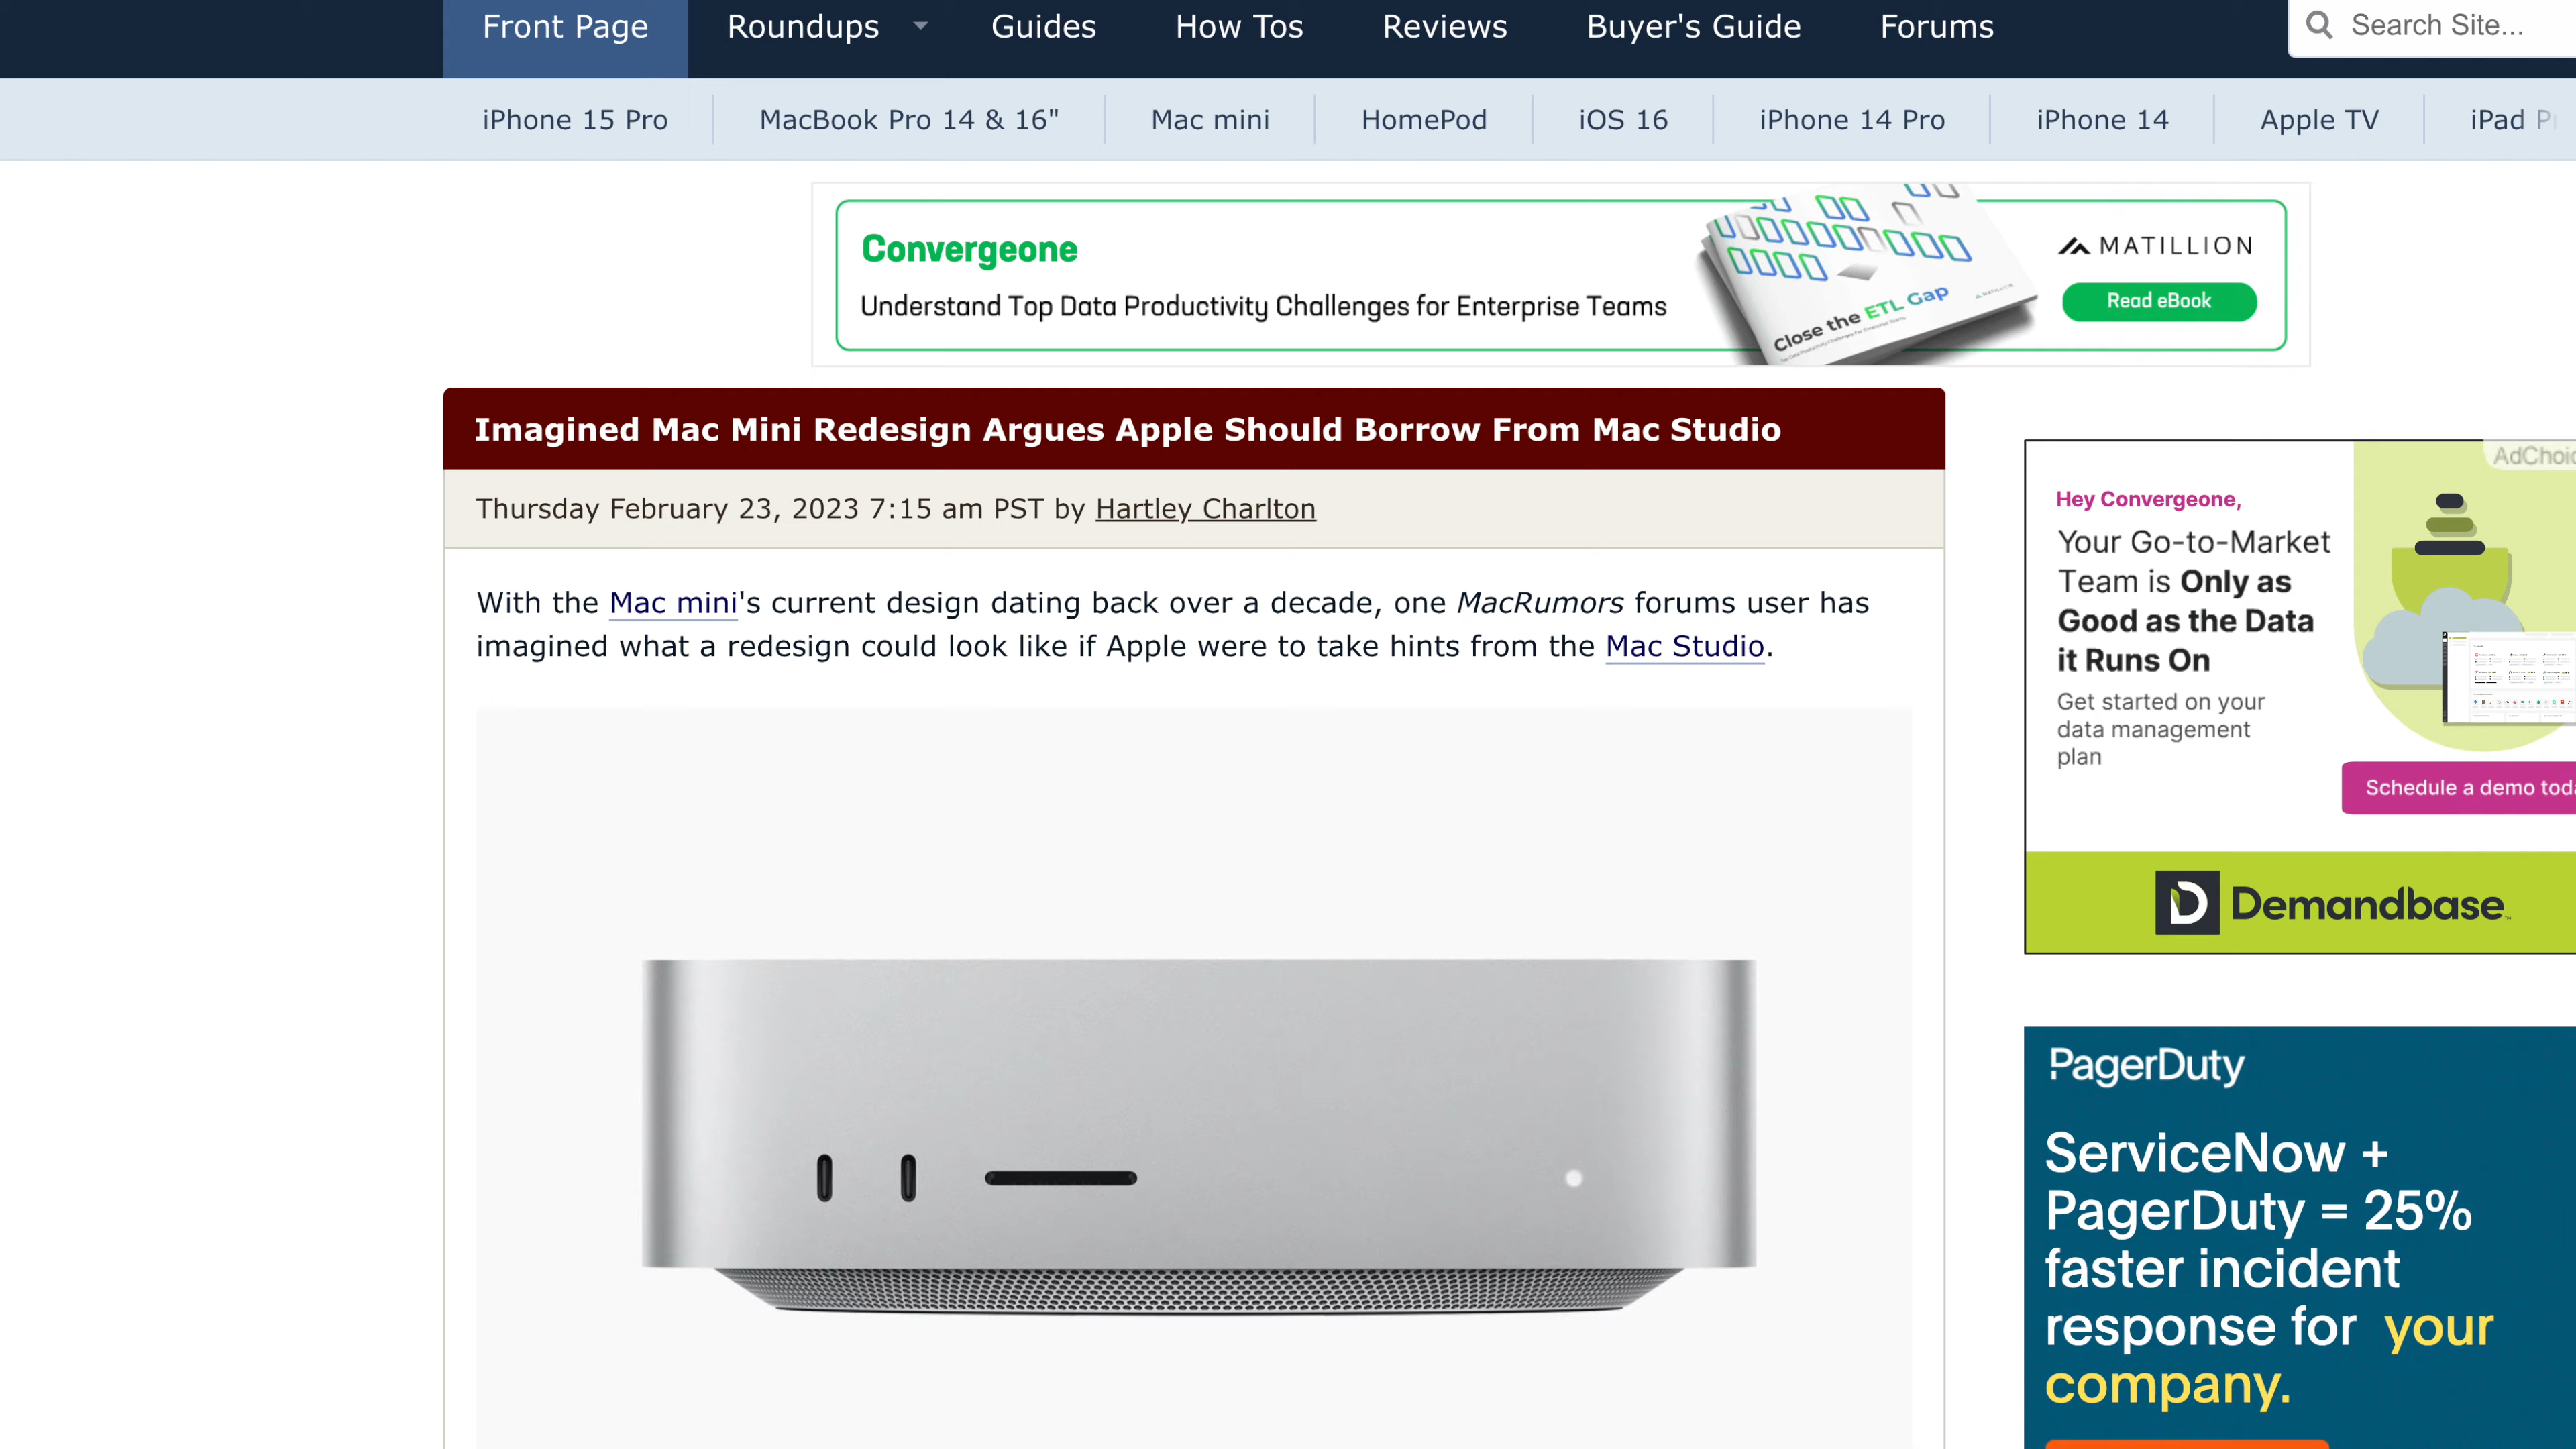 Front Page Roundups Guides How Tos Reviews Buyer's Guide Forums Search Site...
iPhone 15 Pro MacBook Pro 14 & 16" Mac mini HomePod iOS 16 iPhone 14 Pro iPhone 14 Apple TV iPad
Convergeone
Understand Top Data Productivity Challenges for Enterprise Teams
Close the ETL Gap
MATILLION
Read eBook
Imagined Mac Mini Redesign Argues Apple Should Borrow From Mac Studio
Thursday February 23, 2023 7:15 am PST by Hartley Charlton
With the Mac mini's current design dating back over a decade, one MacRumors forums user has
imagined what a redesign could look like if Apple were to take hints from the Mac Studio.
AdChoic
Hey Convergeone,
Your Go-to-Market
Team is Only as
Good as the Data
it Runs On
Get started on your
data management
plan
Schedule a demo toda
Demandbase
PagerDuty
ServiceNow +
PagerDuty = 25%
faster incident
response for your
company.